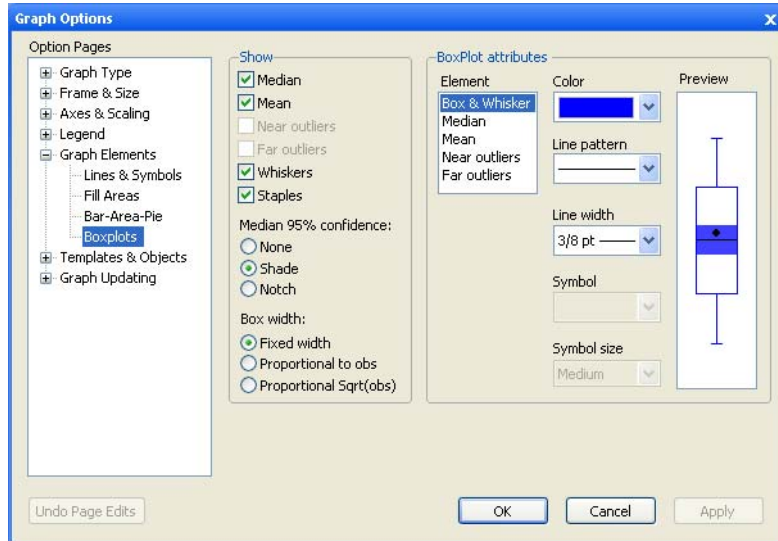 Graph Options
Option Pages
Graph Type
Frame & Size
Axes & Scaling
Legend
Graph Elements
Lines & Symbols
Fill Areas
Bar-Area-Pie
Boxplots
Templates & Objects
Graph Updating
Show
Median
Mean
Near outliers
Far outliers
Whiskers
Staples
Median 95% confidence:
None
Shade
Notch
Box width:
Fixed width
Proportional to obs
Proportional Sqrt(obs)
BoxPlot attributes
Element
Box & Whisker
Median
Mean
Near outliers
Far outliers
Color
Line pattern
Line width
3/8 pt
Symbol
Symbol size
Medium
Preview
Undo Page Edits
OK
Cancel
Apply